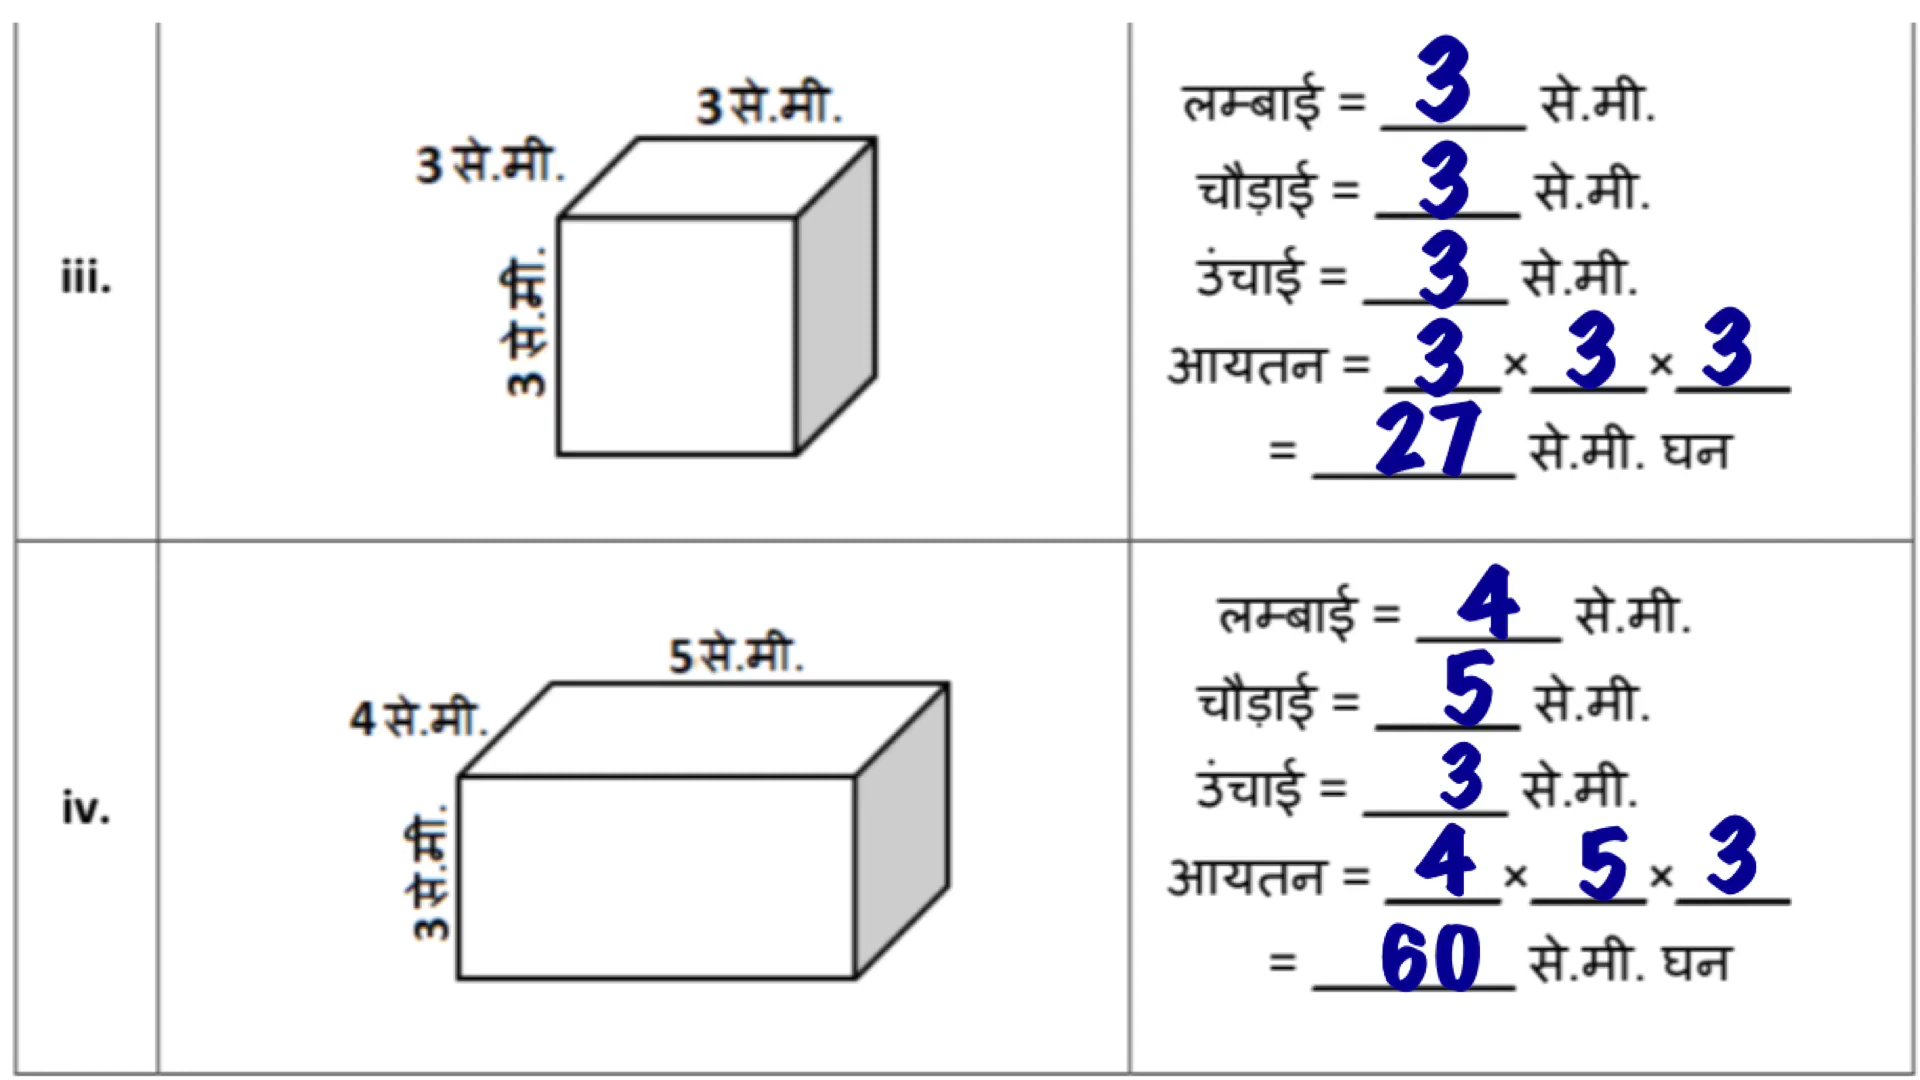 iii.
3 से.मी.
3 से.मी.
3 से.मी.
लम्बाई = 3 से.मी.
चौड़ाई = 3 से.मी.
उंचाई = 3 से.मी.
आयतन = 3 × 3 × 3
= 27 से.मी. घन
iv.
5 से.मी.
4 से.मी.
3 से.मी.
लम्बाई = 4 से.मी.
चौड़ाई = 5 से.मी.
उंचाई = 3 से.मी.
आयतन = 4 × 5 × 3
= 60 से.मी. घन